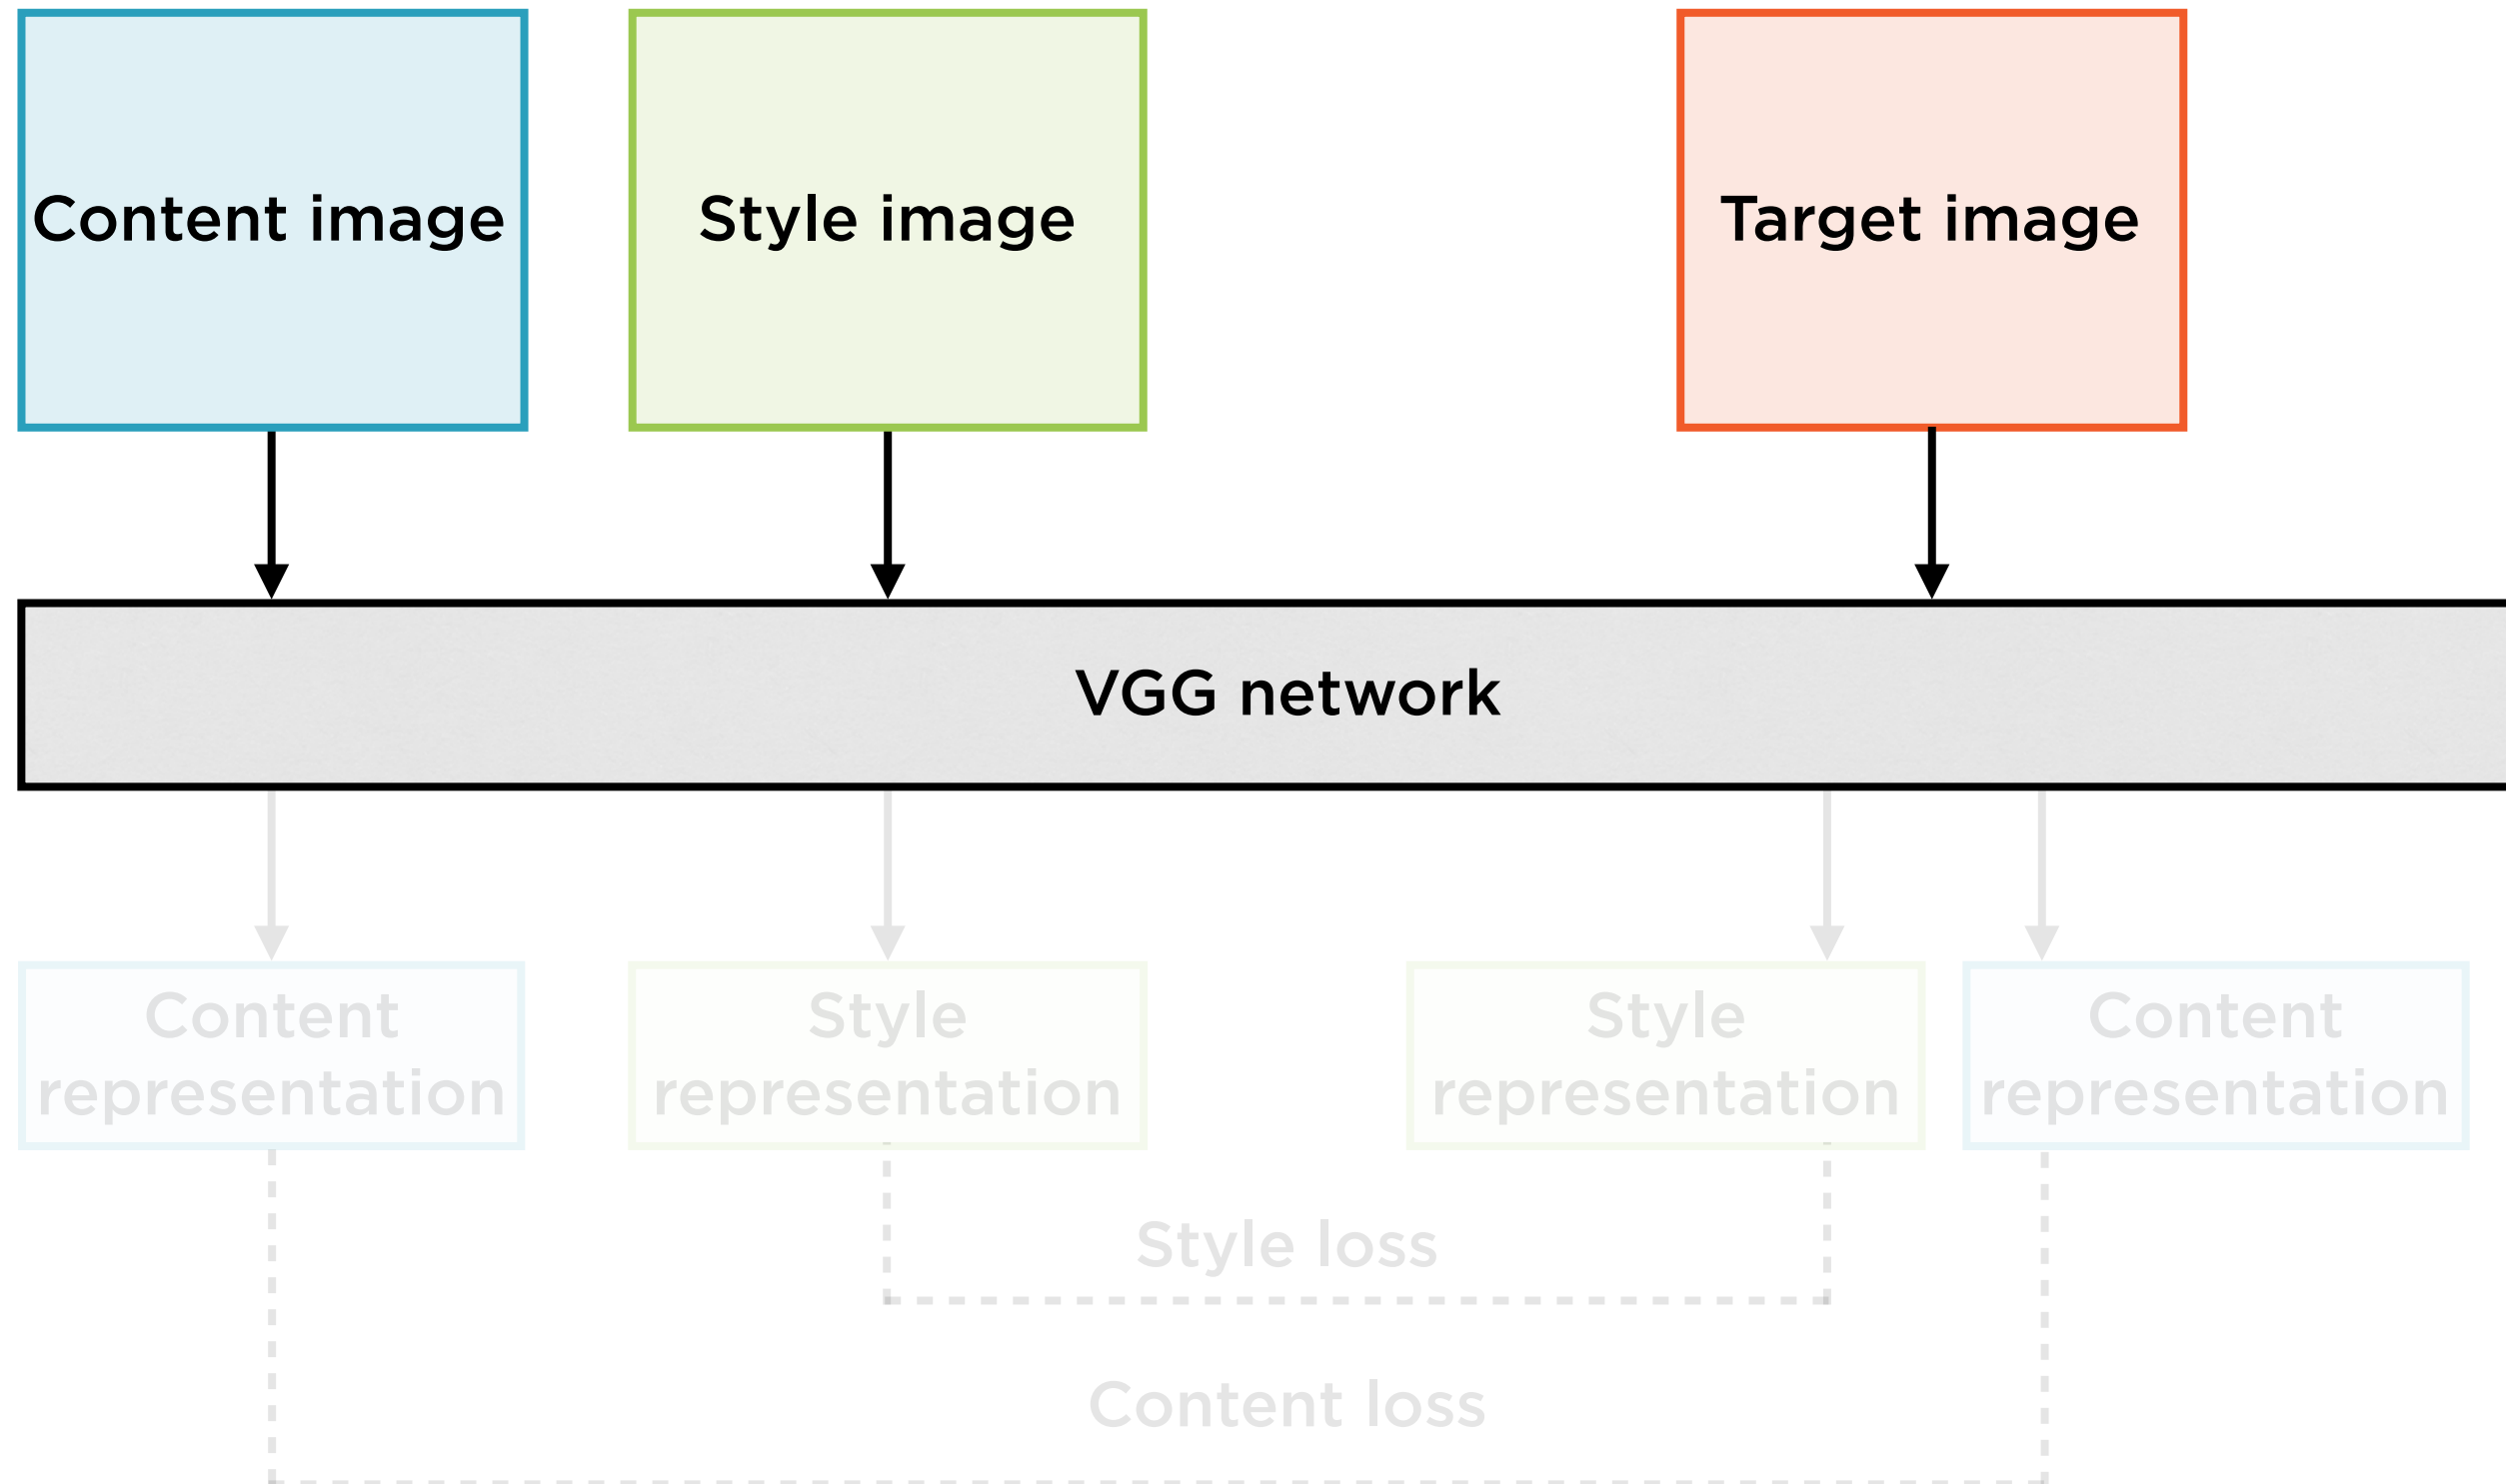 Content image
Style image
Target image
VGG network
Content
representation
Style
representation
Style
representation
Content
representation
Style loss
Content loss